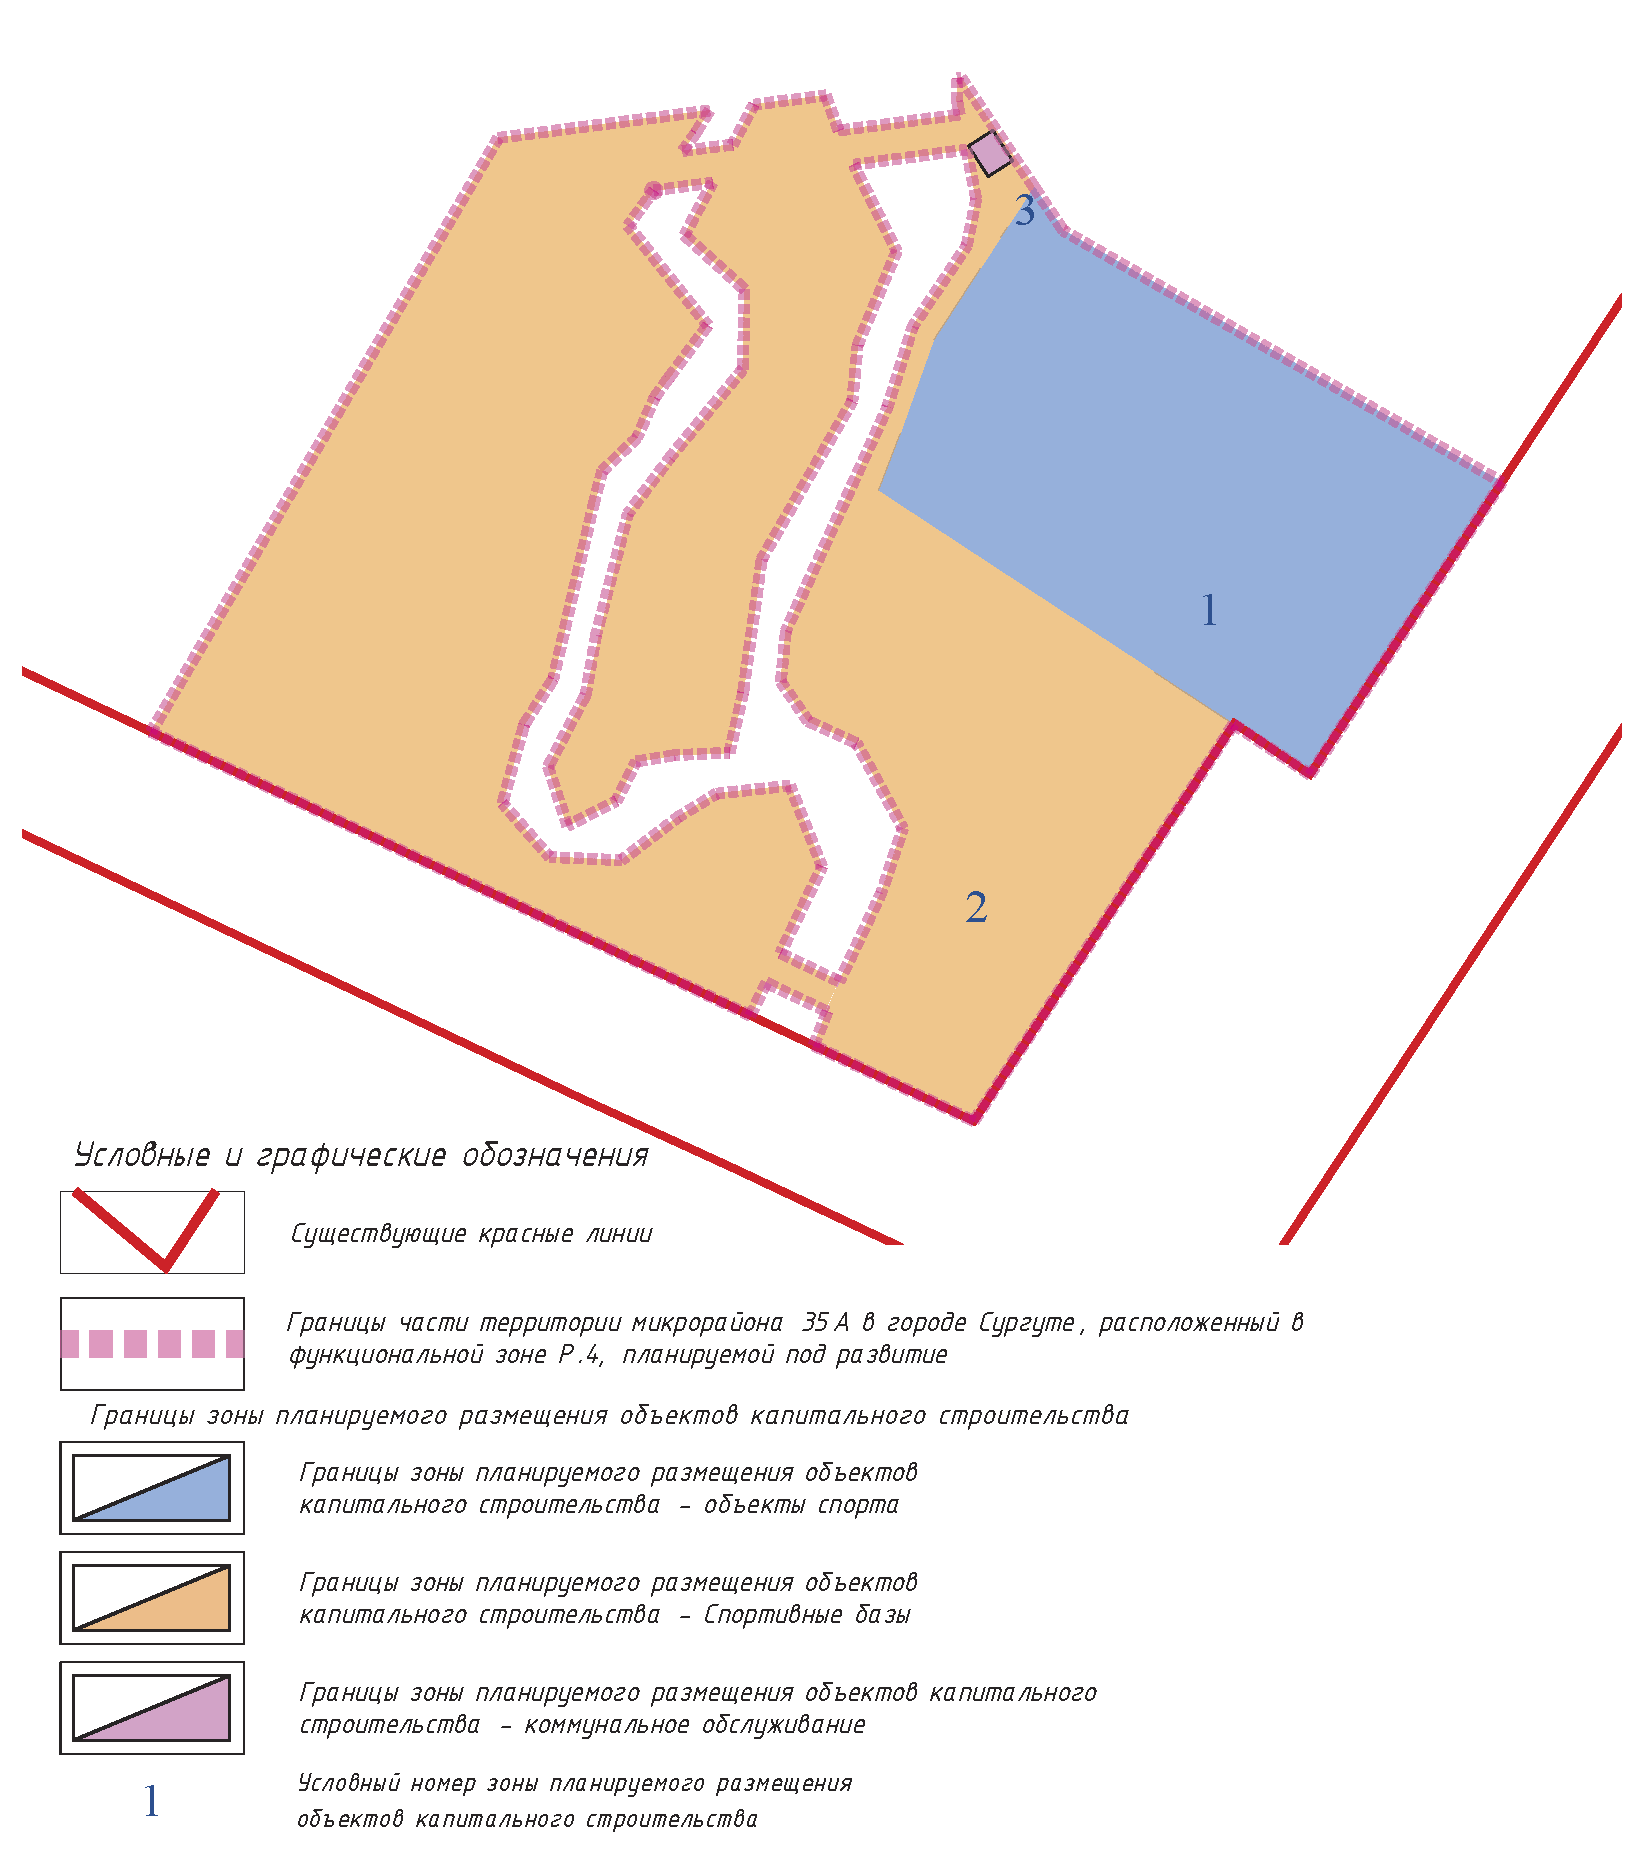 3
1
2
Условные и графические обозначения
Существующие красные линии
Границы части территории микрорайона 35 А в городе Сургуте, расположенный в
функциональной зоне Р.4, планируемой под развитие
Границы зоны планируемого размещения объектов капитального строительства
Границы зоны планируемого размещения объектов
капитального строительства - объекты спорта
Границы зоны планируемого размещения объектов
капитального строительства - Спортивные базы
Границы зоны планируемого размещения объектов капитального
строительства - коммунальное обслуживание
1
Условный номер зоны планируемого размещения
объектов капитального строительства